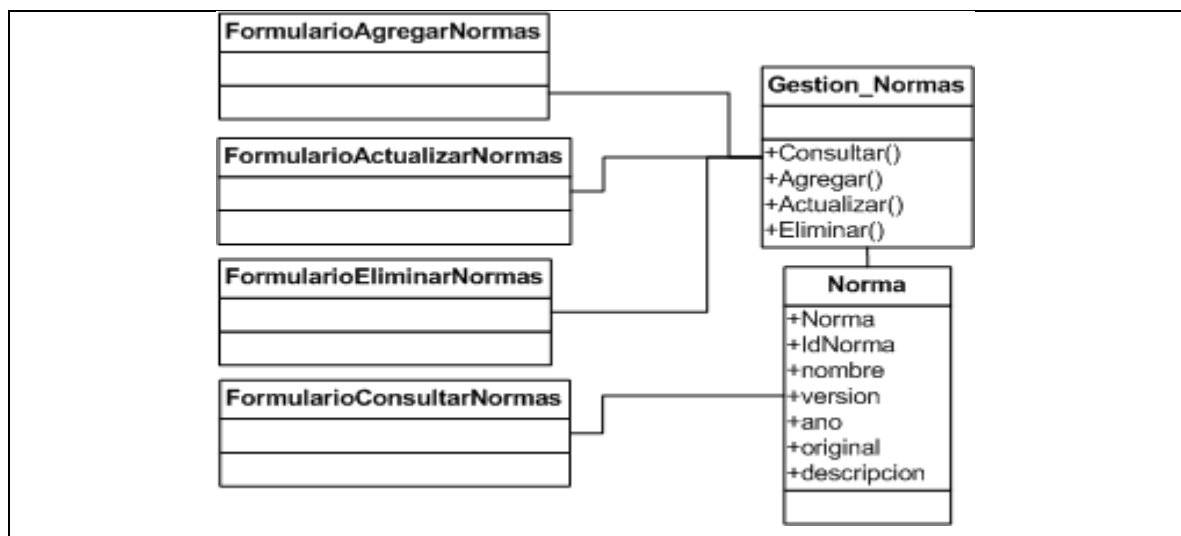 FormularioAgregarNormas
FormularioActualizarNormas
FormularioEliminarNormas
FormularioConsultarNormas
Gestion_Normas
+Consultar()
+Agregar()
+Actualizar()
+Eliminar()
Norma
+Norma
+IdNorma
+nombre
+version
+ano
+original
+descripcion